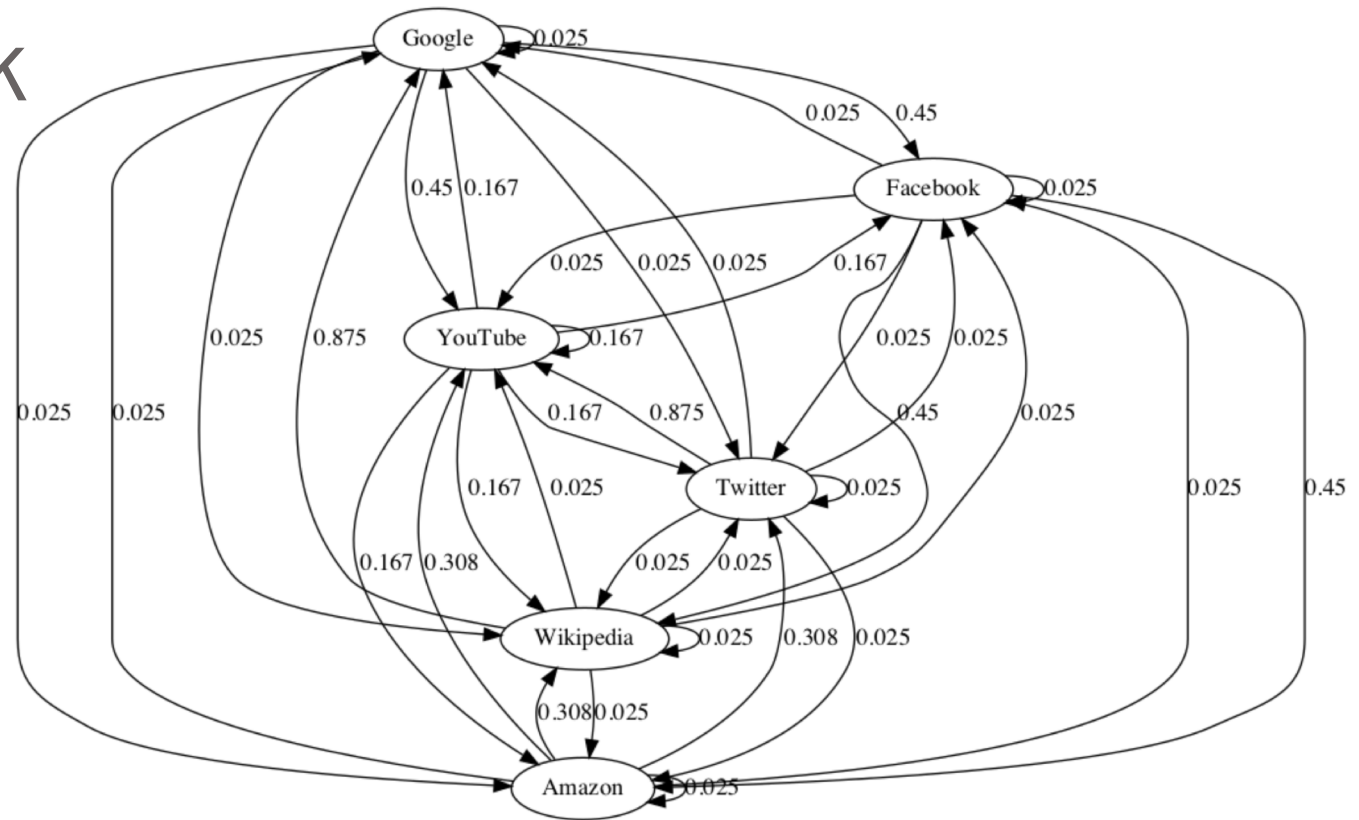 Google 0.025
K
0.025 0.45
Facebook 0.025
0.45 0.167
0.025 0.025 0.025 0.167
0.025 0.875 YouTube 0.167 0.025 0.025
0.025 0.025 0.167 0.875 0.45 0.025
0.167 0.025 Twitter 0.025 0.025 0.45
0.167 0.308 0.025 0.025
Wikipedia 0.025 0.308 0.025
0.308 0.025
Amazon 0.025